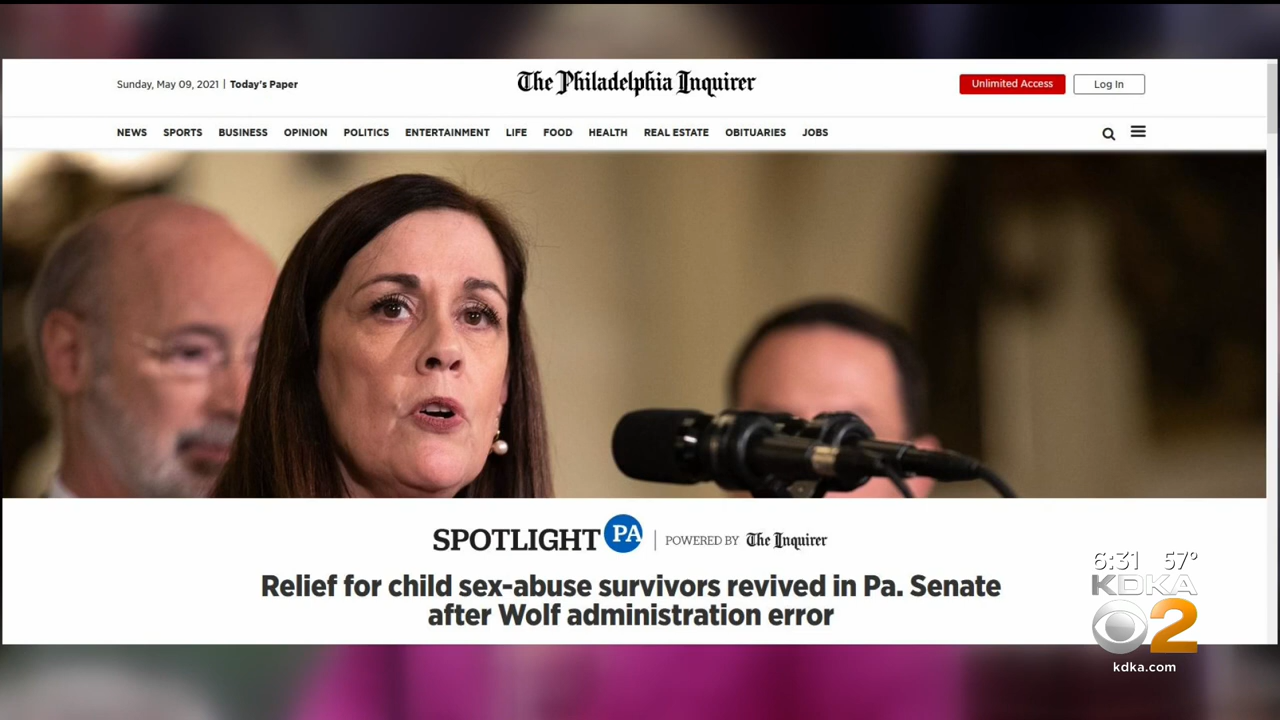 Sunday, May 09, 2021 | Today's Paper
The Philadelphia Inquirer
Unlimited Access
Log In
NEWS SPORTS BUSINESS OPINION POLITICS ENTERTAINMENT LIFE FOOD HEALTH REAL ESTATE OBITUARIES JOBS
SPOTLIGHT PA | POWERED BY The Inquirer
Relief for child sex-abuse survivors revived in Pa. Senate
after Wolf administration error
6:31 57°
KDKA
2
kdka.com